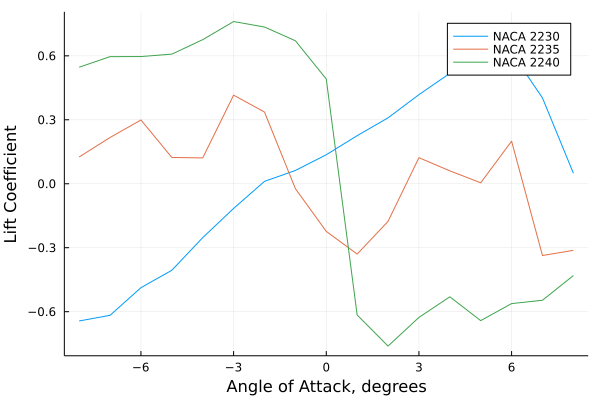 NACA 2230
NACA 2235
NACA 2240
0.6
0.3
0.0
−0.3
−0.6
Lift Coefficient
−6
−3
0
3
6
Angle of Attack, degrees